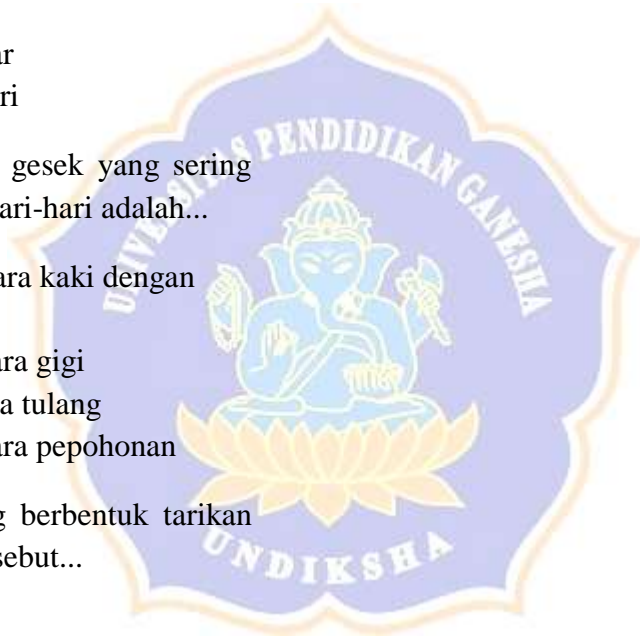 ar
ri
gesek yang sering
ari-hari adalah...
ara kaki dengan
ara gigi
a tulang
ara pepohonan
g berbentuk tarikan
sebut...
UNIVERSITAS PENDIDIKAN GANESHA
UNDIKSHA